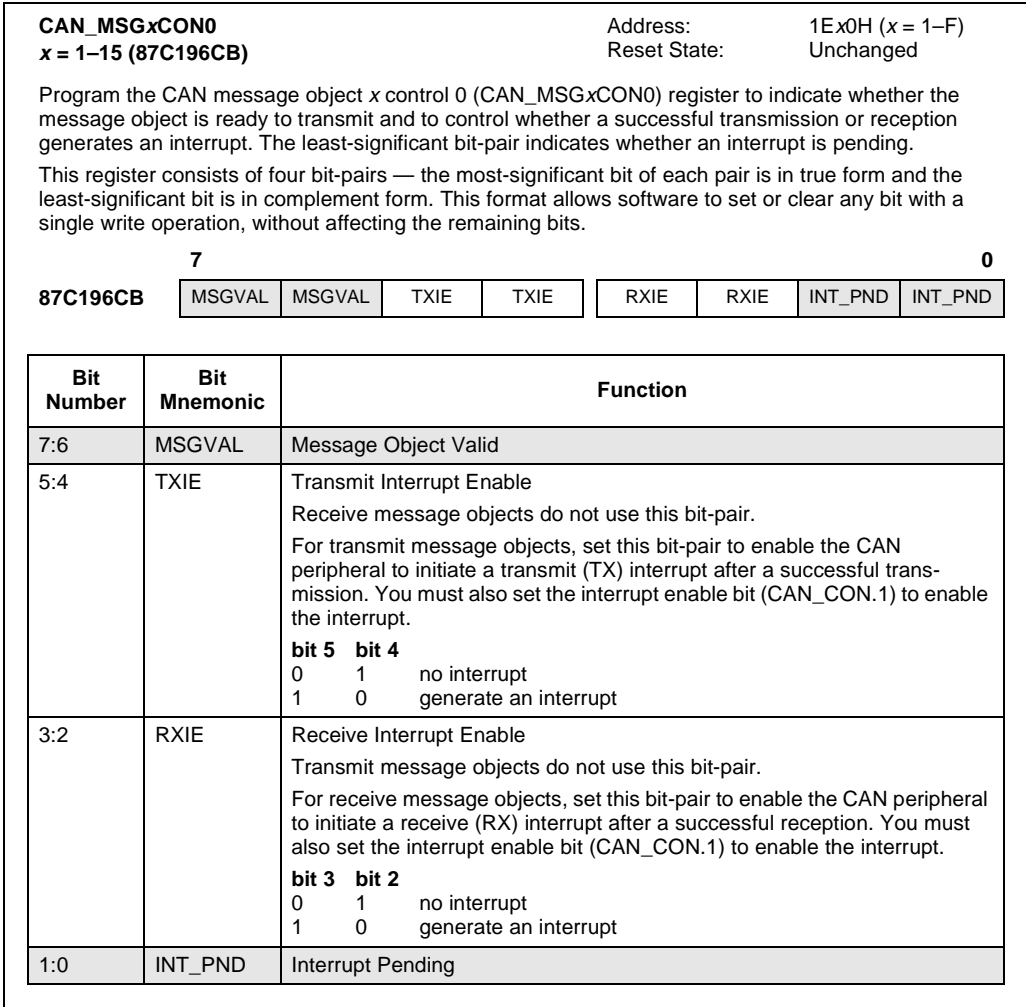 CAN_MSGxCON0
x = 1–15 (87C196CB)
Address: 1Ex0H (x = 1–F)
Reset State: Unchanged
Program the CAN message object x control 0 (CAN_MSGxCON0) register to indicate whether the
message object is ready to transmit and to control whether a successful transmission or reception
generates an interrupt. The least-significant bit-pair indicates whether an interrupt is pending.
This register consists of four bit-pairs — the most-significant bit of each pair is in true form and the
least-significant bit is in complement form. This format allows software to set or clear any bit with a
single write operation, without affecting the remaining bits.
7 0
87C196CB MSGVAL MSGVAL TXIE TXIE RXIE RXIE INT_PND INT_PND
Bit Number Bit Mnemonic Function
7:6 MSGVAL Message Object Valid
5:4 TXIE Transmit Interrupt Enable
Receive message objects do not use this bit-pair.
For transmit message objects, set this bit-pair to enable the CAN
peripheral to initiate a transmit (TX) interrupt after a successful trans-
mission. You must also set the interrupt enable bit (CAN_CON.1) to enable
the interrupt.
bit 5 bit 4
0 1 no interrupt
1 0 generate an interrupt
3:2 RXIE Receive Interrupt Enable
Transmit message objects do not use this bit-pair.
For receive message objects, set this bit-pair to enable the CAN peripheral
to initiate a receive (RX) interrupt after a successful reception. You must
also set the interrupt enable bit (CAN_CON.1) to enable the interrupt.
bit 3 bit 2
0 1 no interrupt
1 0 generate an interrupt
1:0 INT_PND Interrupt Pending